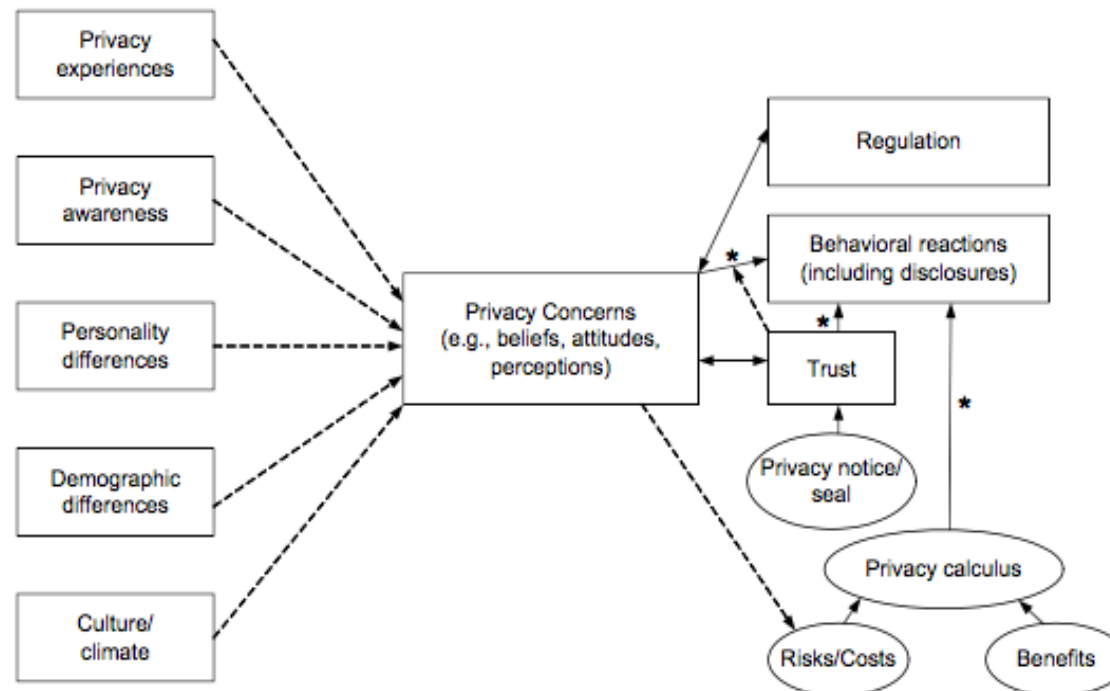 Privacy
experiences
Privacy
awareness
Personality
differences
Demographic
differences
Culture/
climate
Privacy Concerns
(e.g., beliefs, attitudes,
perceptions)
Regulation
Behavioral reactions
(including disclosures)
*
*
Trust
*
Privacy notice/
seal
Privacy calculus
Risks/Costs
Benefits